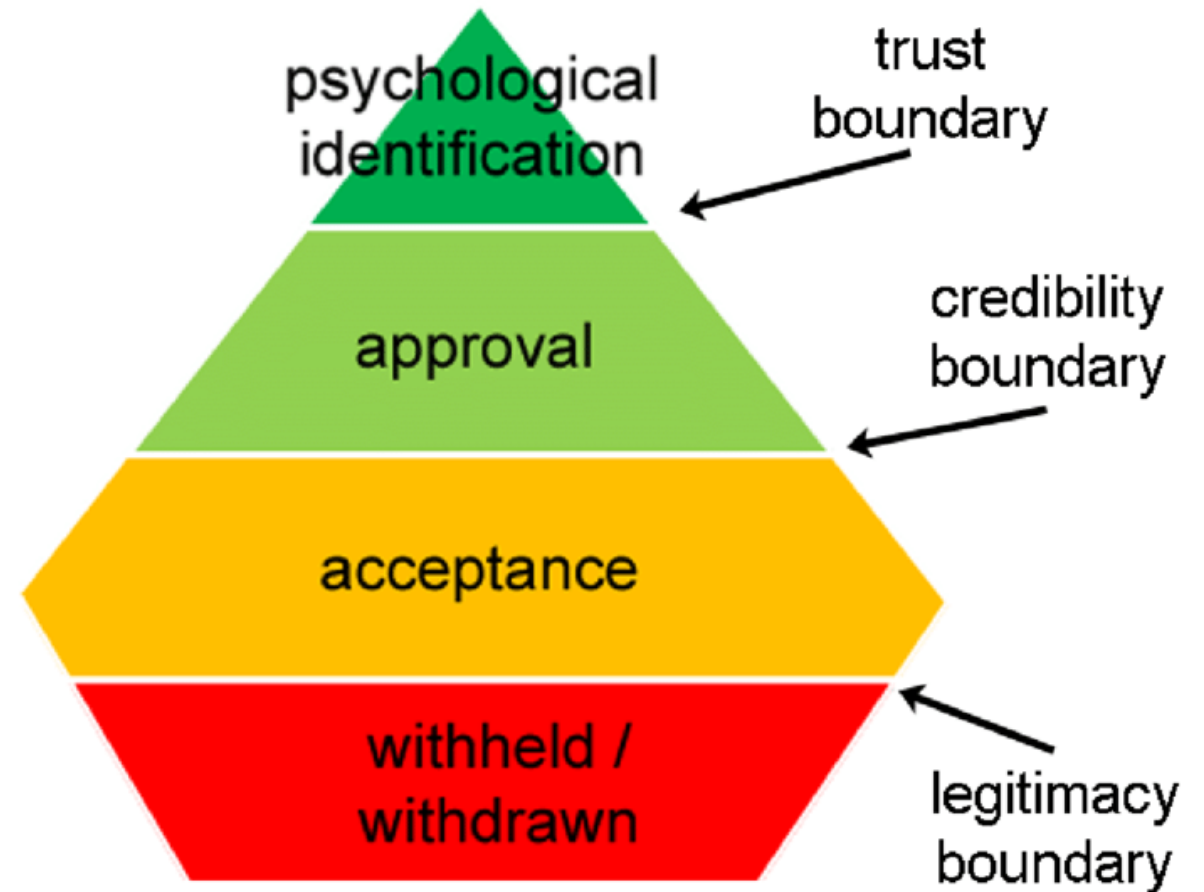 psychological
identification
trust
boundary
approval
credibility
boundary
acceptance
withheld /
withdrawn
legitimacy
boundary